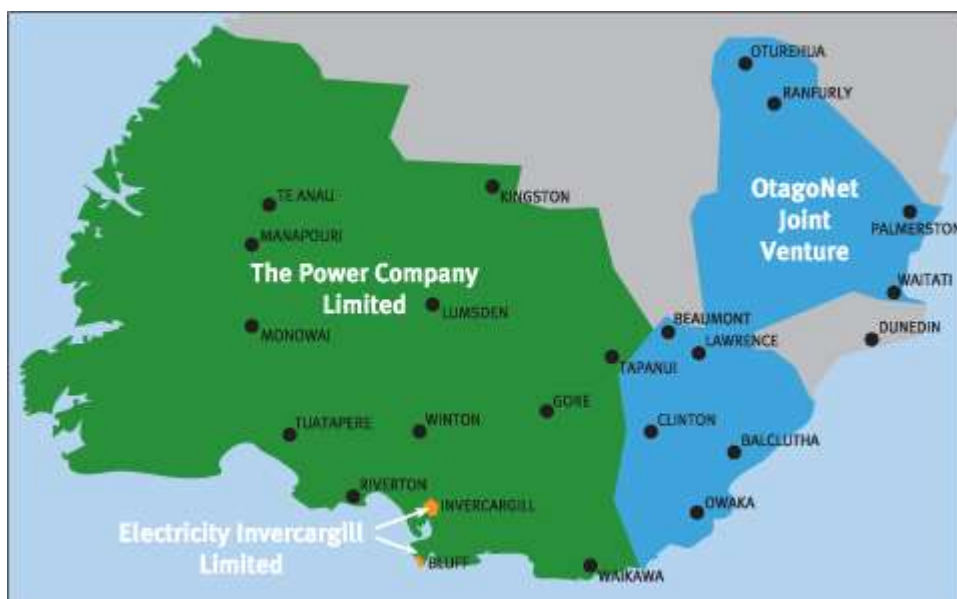 OTUREHUA
RANFURLY
TE ANAU
KINGSTON
OtagoNet
Joint
Venture
PALMERSTON
MANAPOURI
The Power Company
Limited
WAITATI
LUMSDEN
BEAUMONT
DUNEDIN
MONOWAI
LAWRENCE
TAPANUI
GORE
TUATAPERE
WINTON
CLINTON
BALCLUTHA
RIVERTON
INVERCARGILL
OWAKA
Electricity Invercargill
Limited
BLUFF
WAIKAWA